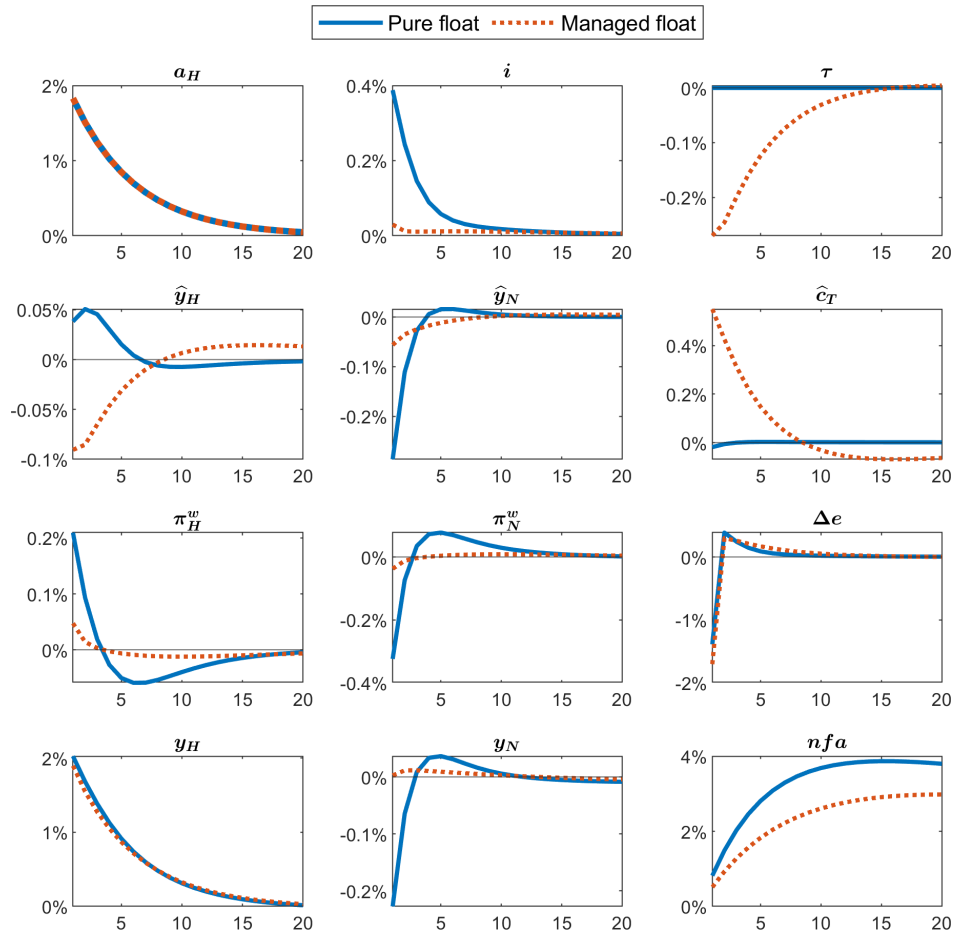 Pure float Managed float
a_H i τ
2% 0.4% 0%
1% 0.2% -0.1%
0% 0% -0.2%
5 10 15 20 5 10 15 20 5 10 15 20
ŷ_H ŷ_N ĉ_T
0.05% 0% 0.4%
0% -0.1% 0.2%
-0.05% -0.2% 0%
-0.1%
5 10 15 20 5 10 15 20 5 10 15 20
π_H^w π_N^w Δe
0.2% 0% 0%
0.1% -0.2% -1%
0% -0.4% -2%
5 10 15 20 5 10 15 20 5 10 15 20
y_H y_N nfa
2% 0% 4%
1% -0.1% 2%
0% -0.2% 0%
5 10 15 20 5 10 15 20 5 10 15 20